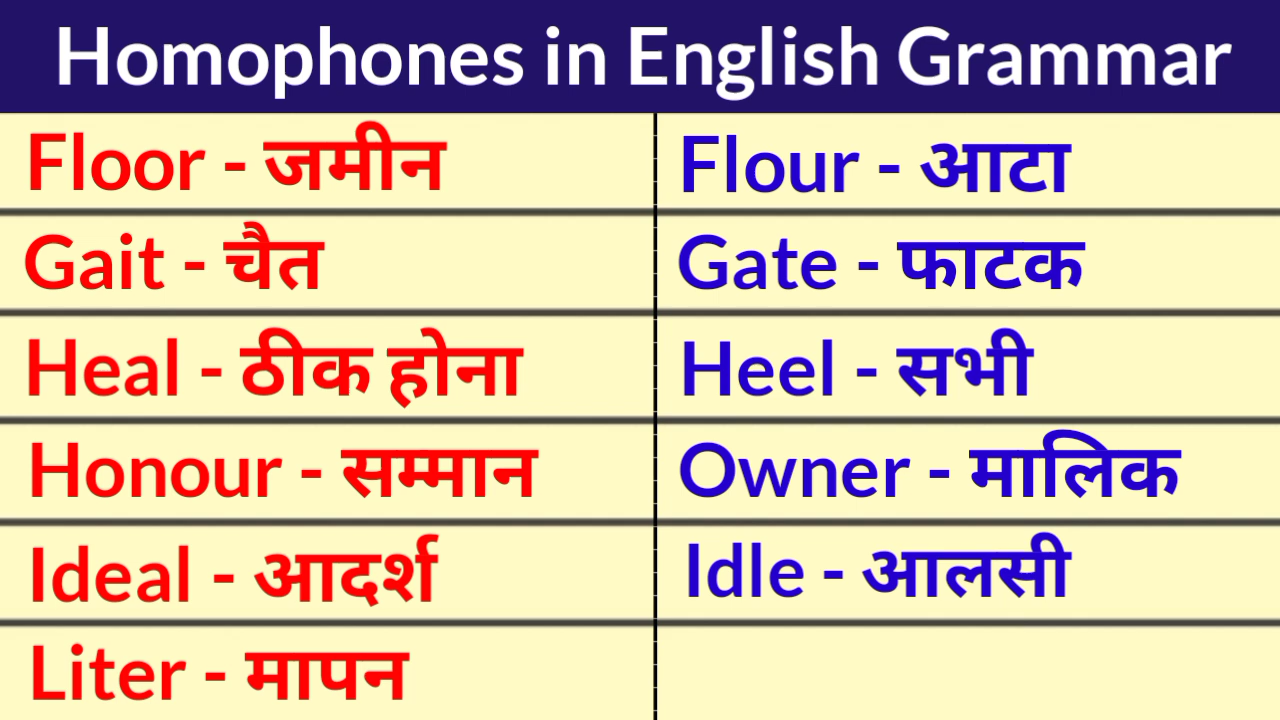 Homophones in English Grammar
Floor - जमीन
Flour - आटा
Gait - चैत
Gate - फाटक
Heal - ठीक होना
Heel - सभी
Honour - सम्मान
Owner - मालिक
Ideal - आदर्श
Idle - आलसी
Liter - मापन